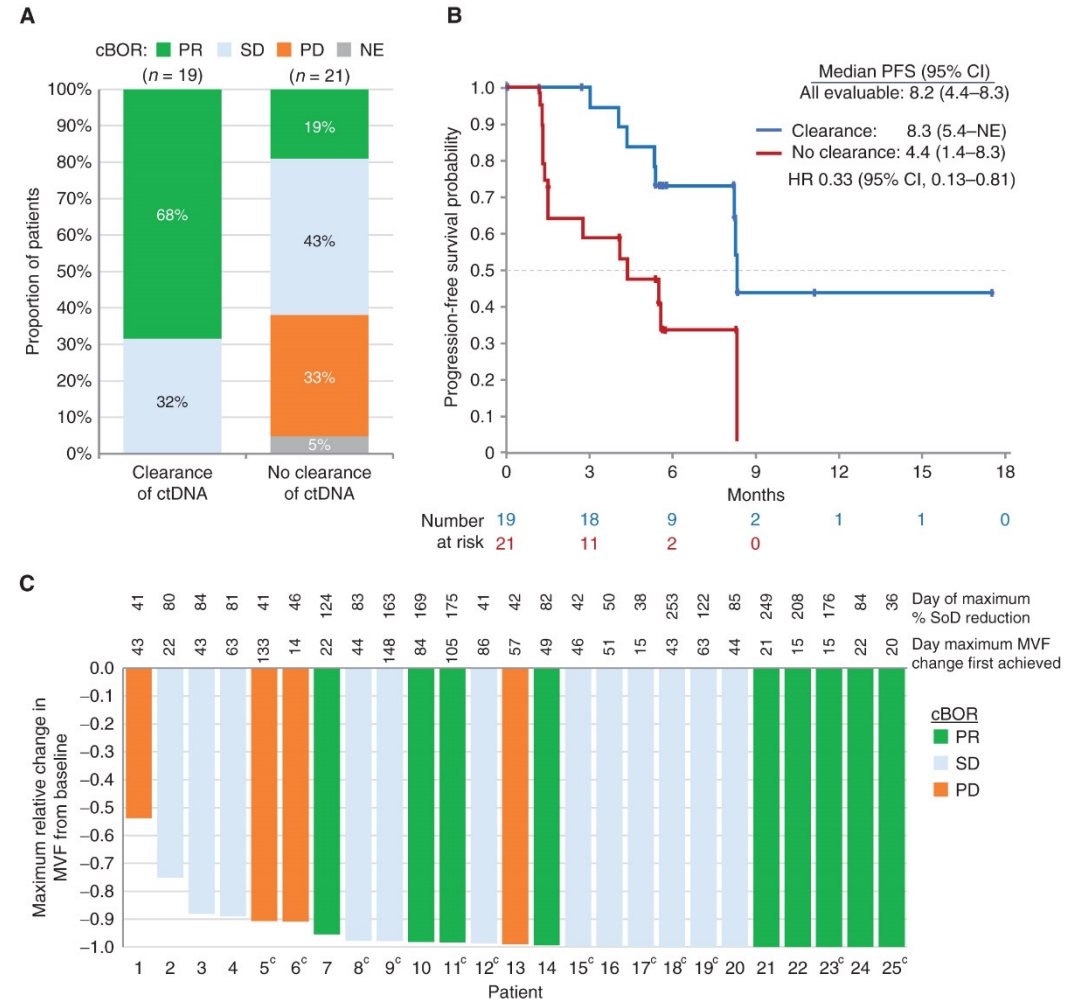 A
cBOR: PR SD PD NE
(n = 19) (n = 21)
100%
90%
80%
70%
60%
50%
40%
30%
20%
10%
0%
Proportion of patients
68%
32%
19%
43%
33%
5%
Clearance
of ctDNA
No clearance
of ctDNA
B
Median PFS (95% CI)
All evaluable: 8.2 (4.4–8.3)
Clearance: 8.3 (5.4–NE)
No clearance: 4.4 (1.4–8.3)
HR 0.33 (95% CI, 0.13–0.81)
Progression-free survival probability
1.0
0.9
0.8
0.7
0.6
0.5
0.4
0.3
0.2
0.1
0
0 3 6 9 12 15 18
Months
Number 19 18 9 2 1 1 0
at risk 21 11 2 0
C
41 80 84 81 41 46 124 83 163 169 175 41 42 82 42 50 38 253 122 85 249 208 176 84 36
Day of maximum
% SoD reduction
43 22 43 63 133 14 22 44 148 84 105 86 57 49 46 51 15 43 63 44 21 15 15 22 20
Day maximum MVF
change first achieved
Maximum relative change in
MVF from baseline
0.0
–0.1
–0.2
–0.3
–0.4
–0.5
–0.6
–0.7
–0.8
–0.9
–1.0
cBOR
PR
SD
PD
1 2 3 4 5c 6c 7 8c 9c 10 11c 12c 13 14 15c 16 17c 18c 19c 20 21 22 23c 24 25c
Patient